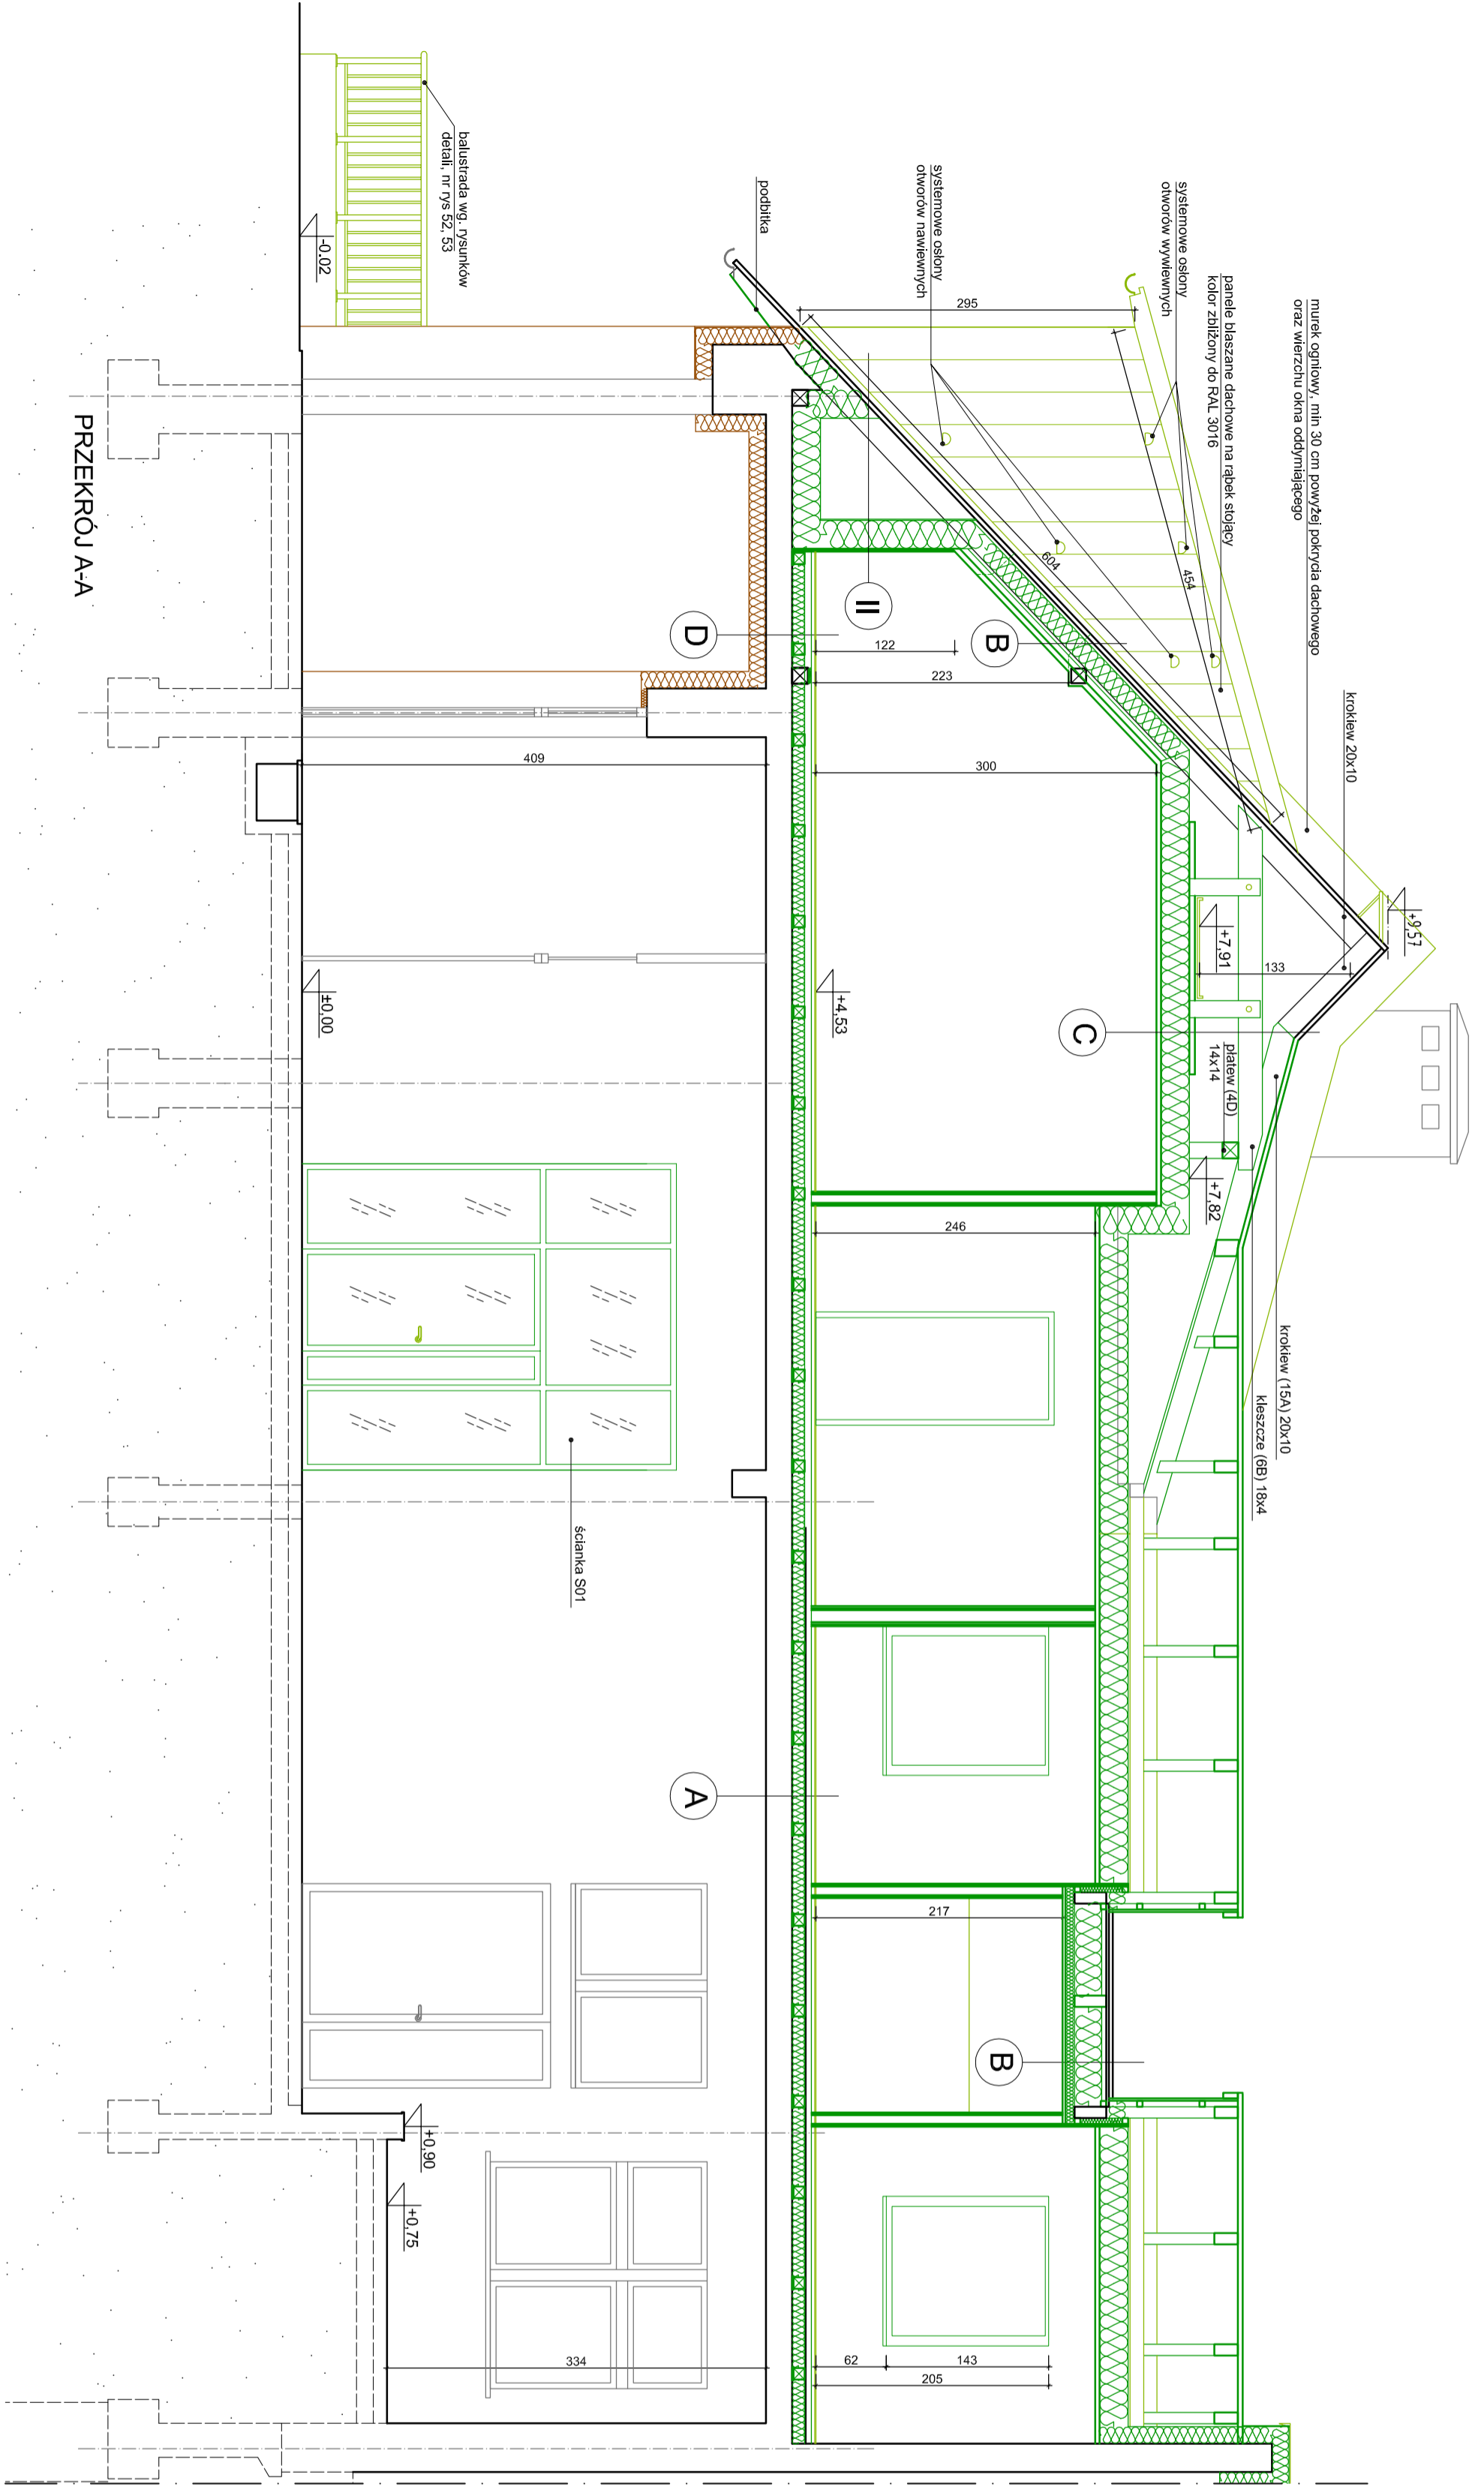 murek ogniowy, min 30 cm powyżej pokrycia dachowego
oraz wierzchu okna oddymiającego
krokiew 20x10
+9,57
panele blaszane dachowe na rąbek stojący
kolor zbliżony do RAL 3016
systemowe osłony
otworów wywiewnych
systemowe osłony
otworów nawiewnych
podbitka
balustrada wg. rysunków
detali, nr rys 52, 53
krokiew (15A) 20x10
kleszcze (6B) 18x4
płatew (4D)
14x14
+7,91
+7,82
133
295
604
454
II
B
C
122
223
300
246
217
B
62
143
205
+4,53
D
A
409
334
ścianka S01
-0.02
±0,00
+0,90
+0,75
PRZEKRÓJ A-A